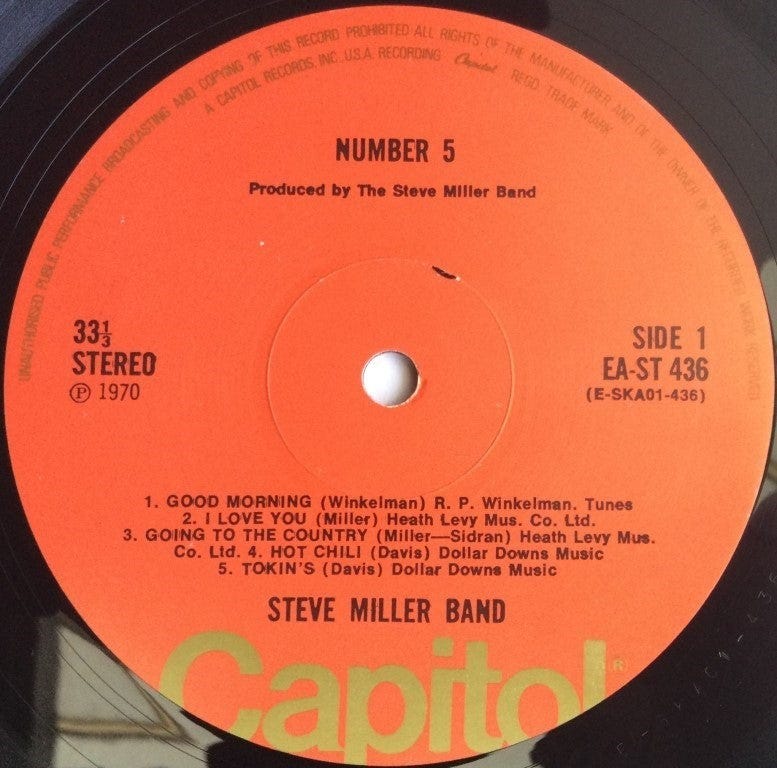 UNAUTHORISED PUBLIC PERFORMANCE BROADCASTING AND COPYING OF THIS RECORD PROHIBITED ALL RIGHTS OF THE MANUFACTURER AND OF THE OWNER OF THE RECORDED WORK RESERVED
A CAPITOL RECORDS, INC., U.S.A. RECORDING Capitol REGD. TRADE MARK
NUMBER 5
Produced by The Steve Miller Band
33⅓
STEREO
Ⓟ 1970
SIDE 1
EA-ST 436
(E-SKA01-436)
1. GOOD MORNING (Winkelman) R. P. Winkelman. Tunes
2. I LOVE YOU (Miller) Heath Levy Mus. Co. Ltd.
3. GOING TO THE COUNTRY (Miller—Sidran) Heath Levy Mus.
Co. Ltd. 4. HOT CHILI (Davis) Dollar Downs Music
5. TOKIN'S (Davis) Dollar Downs Music
STEVE MILLER BAND
Capitol